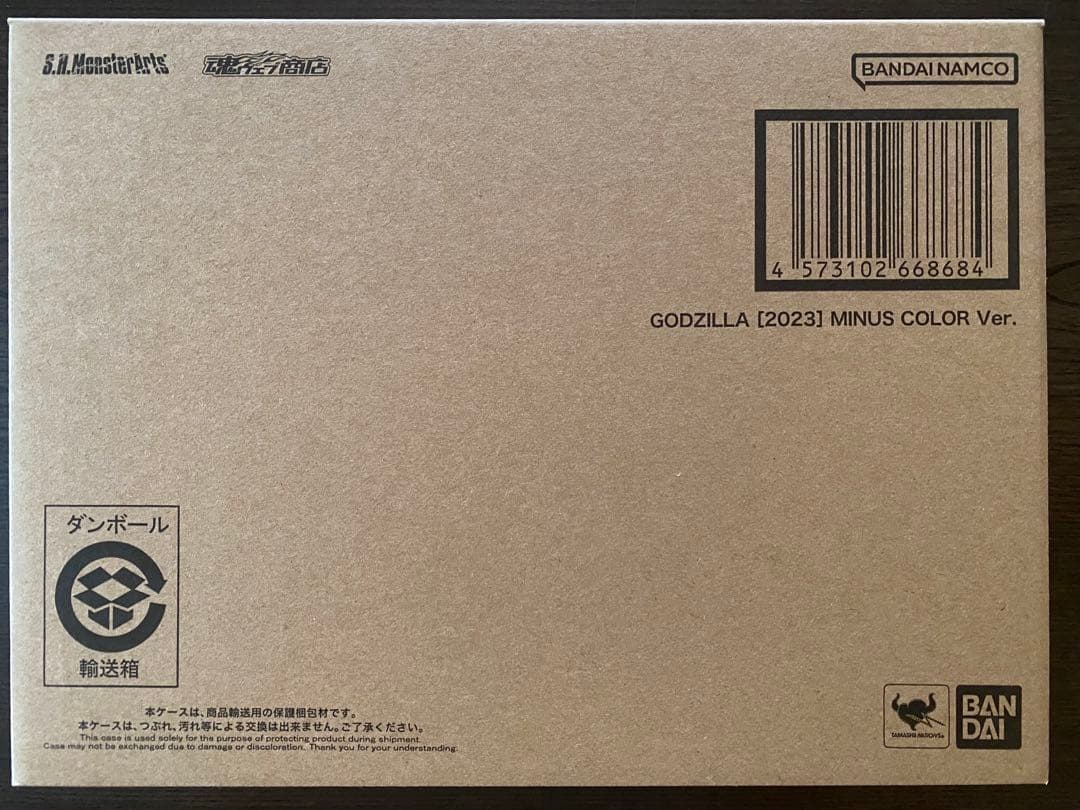 S.H.MonsterArts
魂ウェブ商店
BANDAI NAMCO
4 573102 668684
GODZILLA [2023] MINUS COLOR Ver.
ダンボール
輸送箱
本ケースは、商品輸送用の保護梱包材です。
本ケースは、つぶれ、汚れ等による交換は出来ません。ご了承ください。
This case is used solely for the purpose of protecting product during shipment.
Case may not be exchanged due to damage or discoloration. Thank you for your understanding.
TAMASHII NATIONS
BAN
DAI